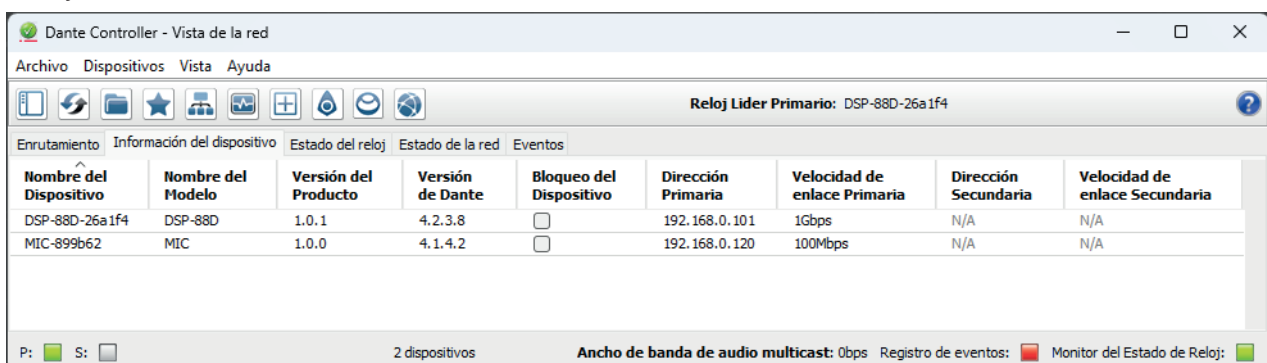 Dante Controller - Vista de la red
Archivo Dispositivos Vista Ayuda
Reloj Lider Primario: DSP-88D-26a1f4
Enrutamiento Información del dispositivo Estado del reloj Estado de la red Eventos
Nombre del Dispositivo Nombre del Modelo Versión del Producto Versión de Dante Bloqueo del Dispositivo Dirección Primaria Velocidad de enlace Primaria Dirección Secundaria Velocidad de enlace Secundaria
DSP-88D-26a1f4 DSP-88D 1.0.1 4.2.3.8 192.168.0.101 1Gbps N/A N/A
MIC-899b62 MIC 1.0.0 4.1.4.2 192.168.0.120 100Mbps N/A N/A
P: S: 2 dispositivos Ancho de banda de audio multicast: 0bps Registro de eventos: Monitor del Estado de Reloj: